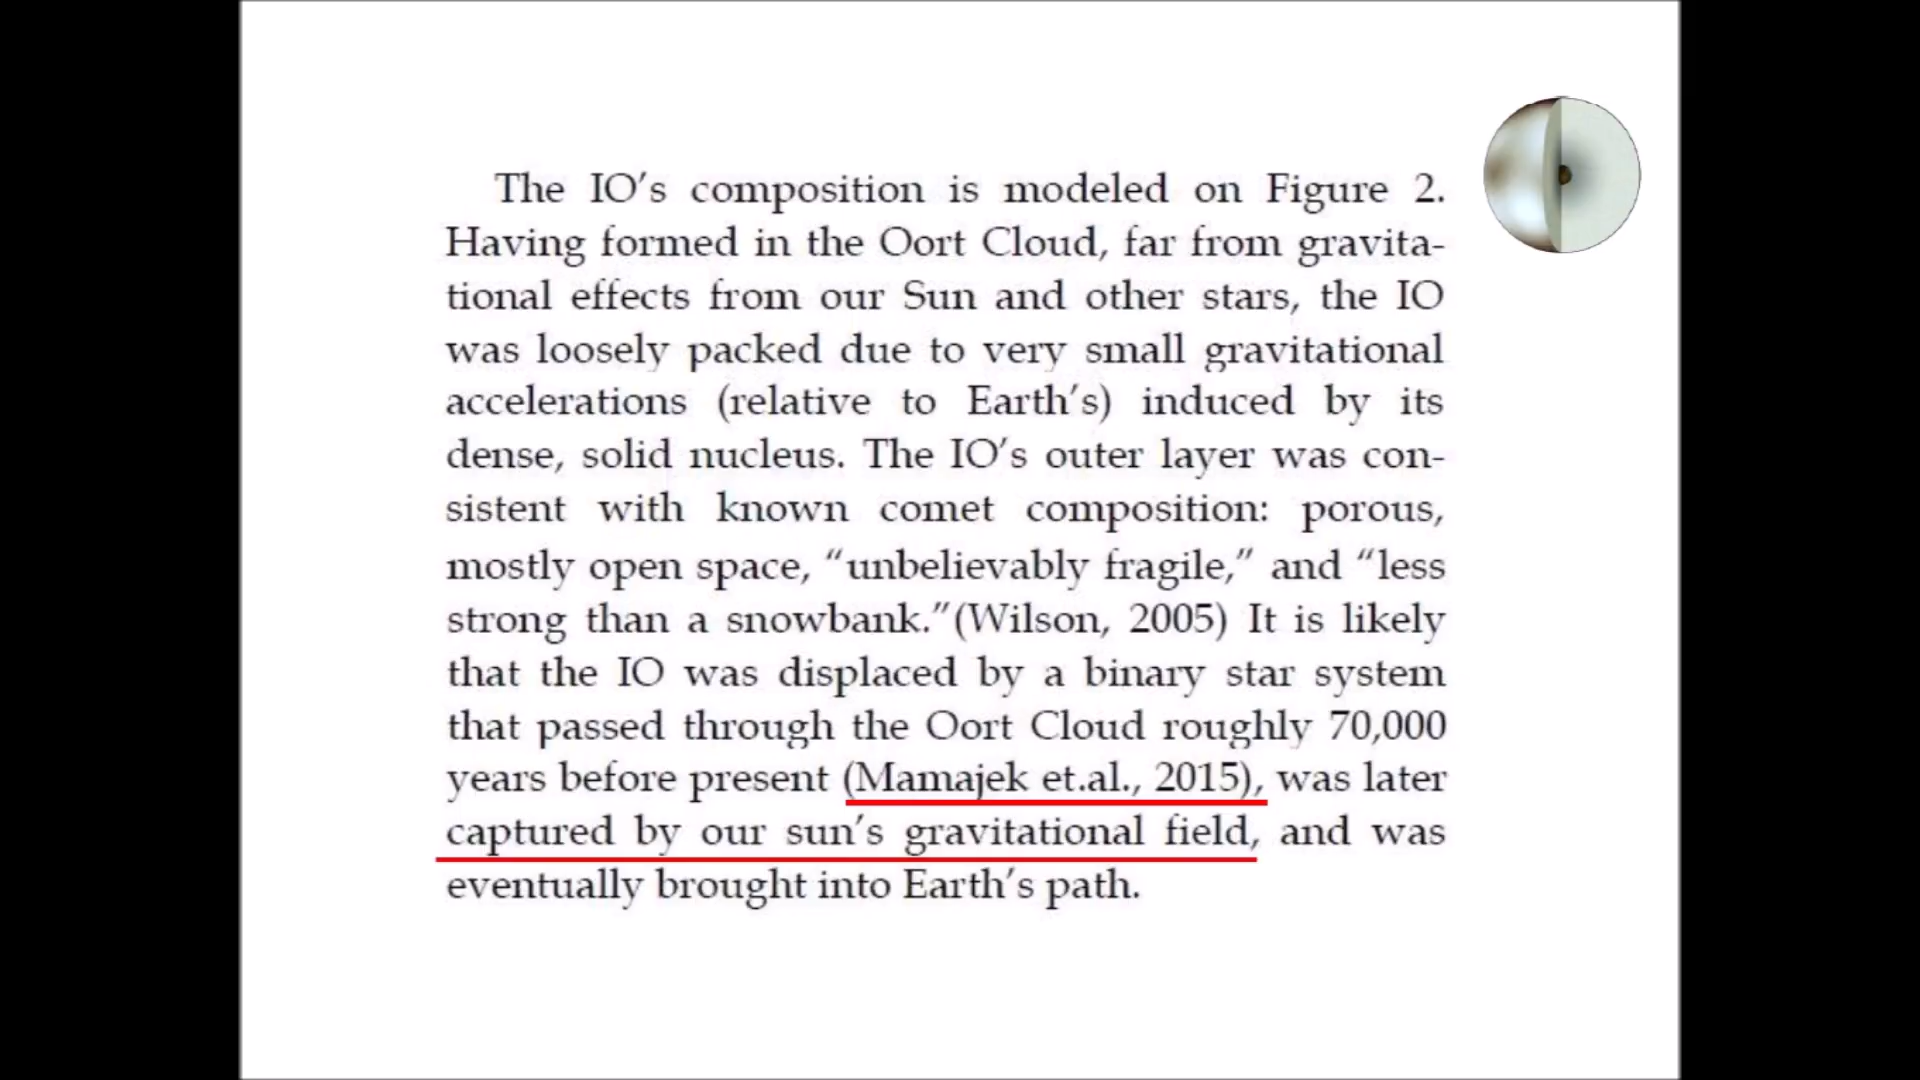 The IO's composition is modeled on Figure 2.
Having formed in the Oort Cloud, far from gravita-
tional effects from our Sun and other stars, the IO
was loosely packed due to very small gravitational
accelerations (relative to Earth's) induced by its
dense, solid nucleus. The IO's outer layer was con-
sistent with known comet composition: porous,
mostly open space, “unbelievably fragile,” and “less
strong than a snowbank.”(Wilson, 2005) It is likely
that the IO was displaced by a binary star system
that passed through the Oort Cloud roughly 70,000
years before present (Mamajek et.al., 2015), was later
captured by our sun's gravitational field, and was
eventually brought into Earth's path.